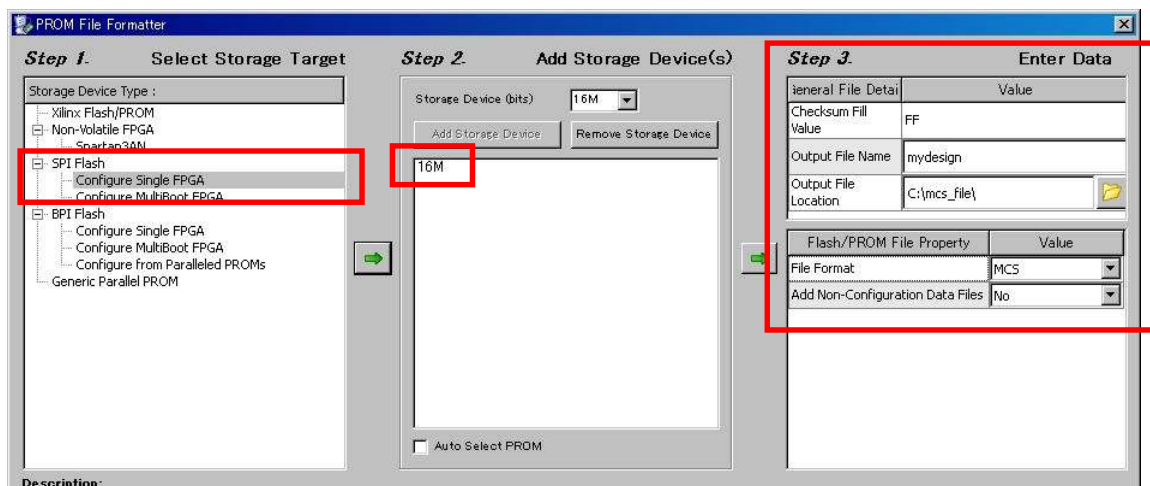 PROM File Formatter
Step 1. Select Storage Target
Storage Device Type :
Xilinx Flash/PROM
Non-Volatile FPGA
Spartan3AN
SPI Flash
Configure Single FPGA
Configure MultiBoot FPGA
BPI Flash
Configure Single FPGA
Configure MultiBoot FPGA
Configure from Paralleled PROMs
Generic Parallel PROM
Step 2. Add Storage Device(s)
Storage Device (bits) 16M
Add Storage Device Remove Storage Device
16M
Auto Select PROM
Step 3. Enter Data
ieneral File Detai Value
Checksum Fill
Value FF
Output File Name mydesign
Output File
Location C:\mcs_file\
Flash/PROM File Property Value
File Format MCS
Add Non-Configuration Data Files No
Description: